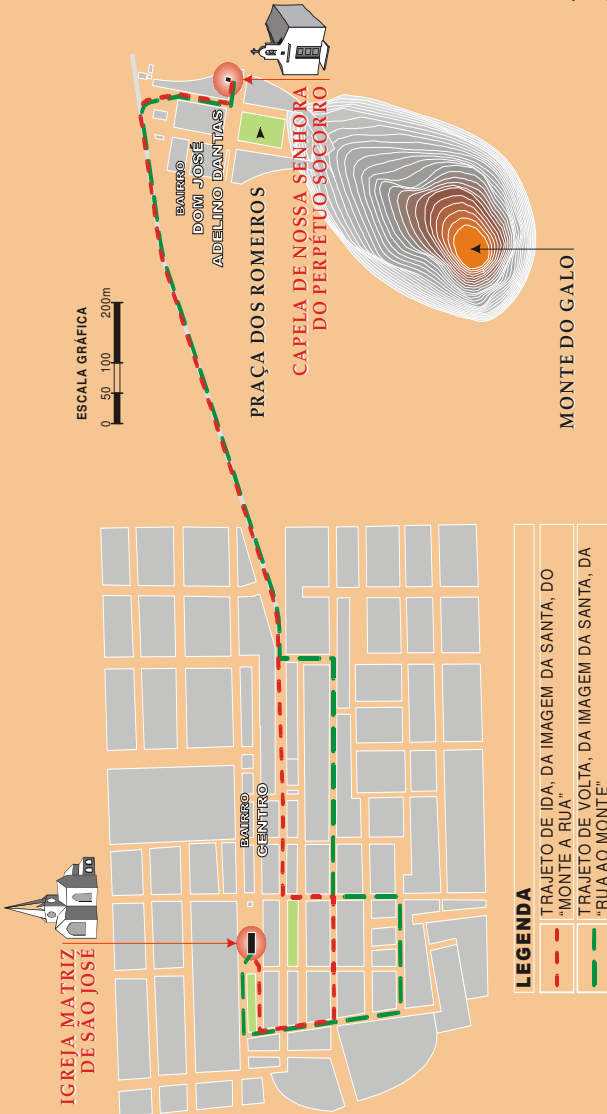 IGREJA MATRIZ
DE SÃO JOSÉ
BAIRRO
CENTRO
ESCALA GRÁFICA
0 50 100 200m
BAIRRO
DOM JOSÉ
ADELINO DANTAS
PRAÇA DOS ROMEIROS
CAPELA DE NOSSA SENHORA
DO PERPÉTUO SOCORRO
MONTE DO GALO
LEGENDA
TRAJETO DE IDA, DA IMAGEM DA SANTA, DO
"MONTE A RUA"
TRAJETO DE VOLTA, DA IMAGEM DA SANTA, DA
"RUA AO MONTE"